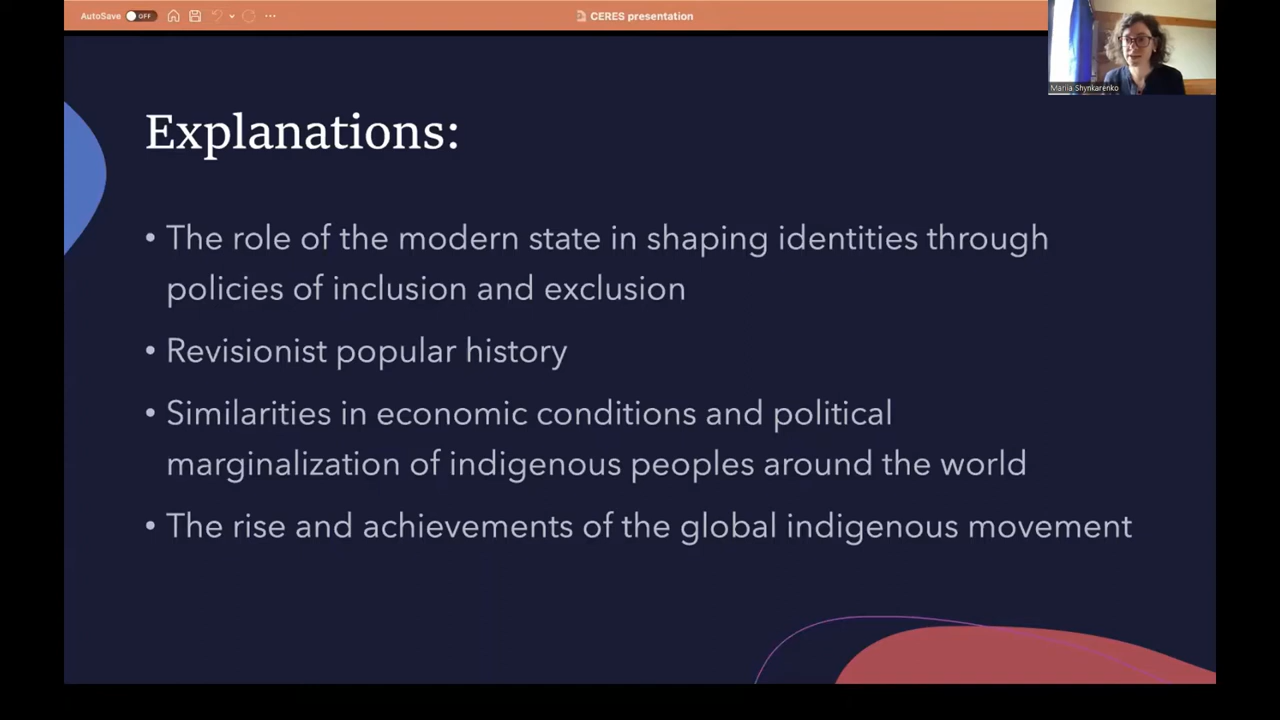 AutoSave OFF
CERES presentation
Mariia Shynkarenko
Explanations:
• The role of the modern state in shaping identities through
policies of inclusion and exclusion
• Revisionist popular history
• Similarities in economic conditions and political
marginalization of indigenous peoples around the world
• The rise and achievements of the global indigenous movement